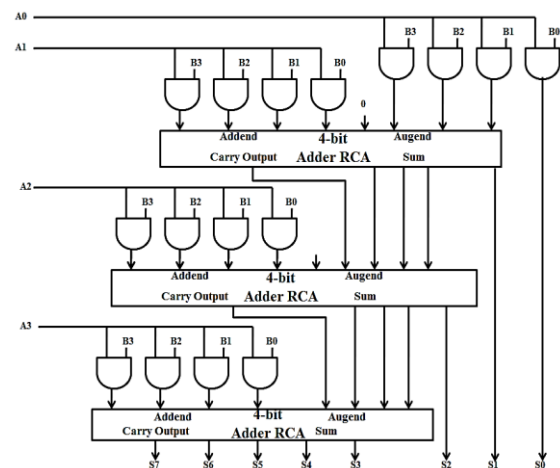 A0
B3 B2 B1 B0
A1
B3 B2 B1 B0
0
Addend 4-bit Augend
Carry Output Adder RCA Sum
A2
B3 B2 B1 B0
Addend 4-bit Augend
Carry Output Adder RCA Sum
A3
B3 B2 B1 B0
Addend 4-bit Augend
Carry Output Adder RCA Sum
S7 S6 S5 S4 S3 S2 S1 S0